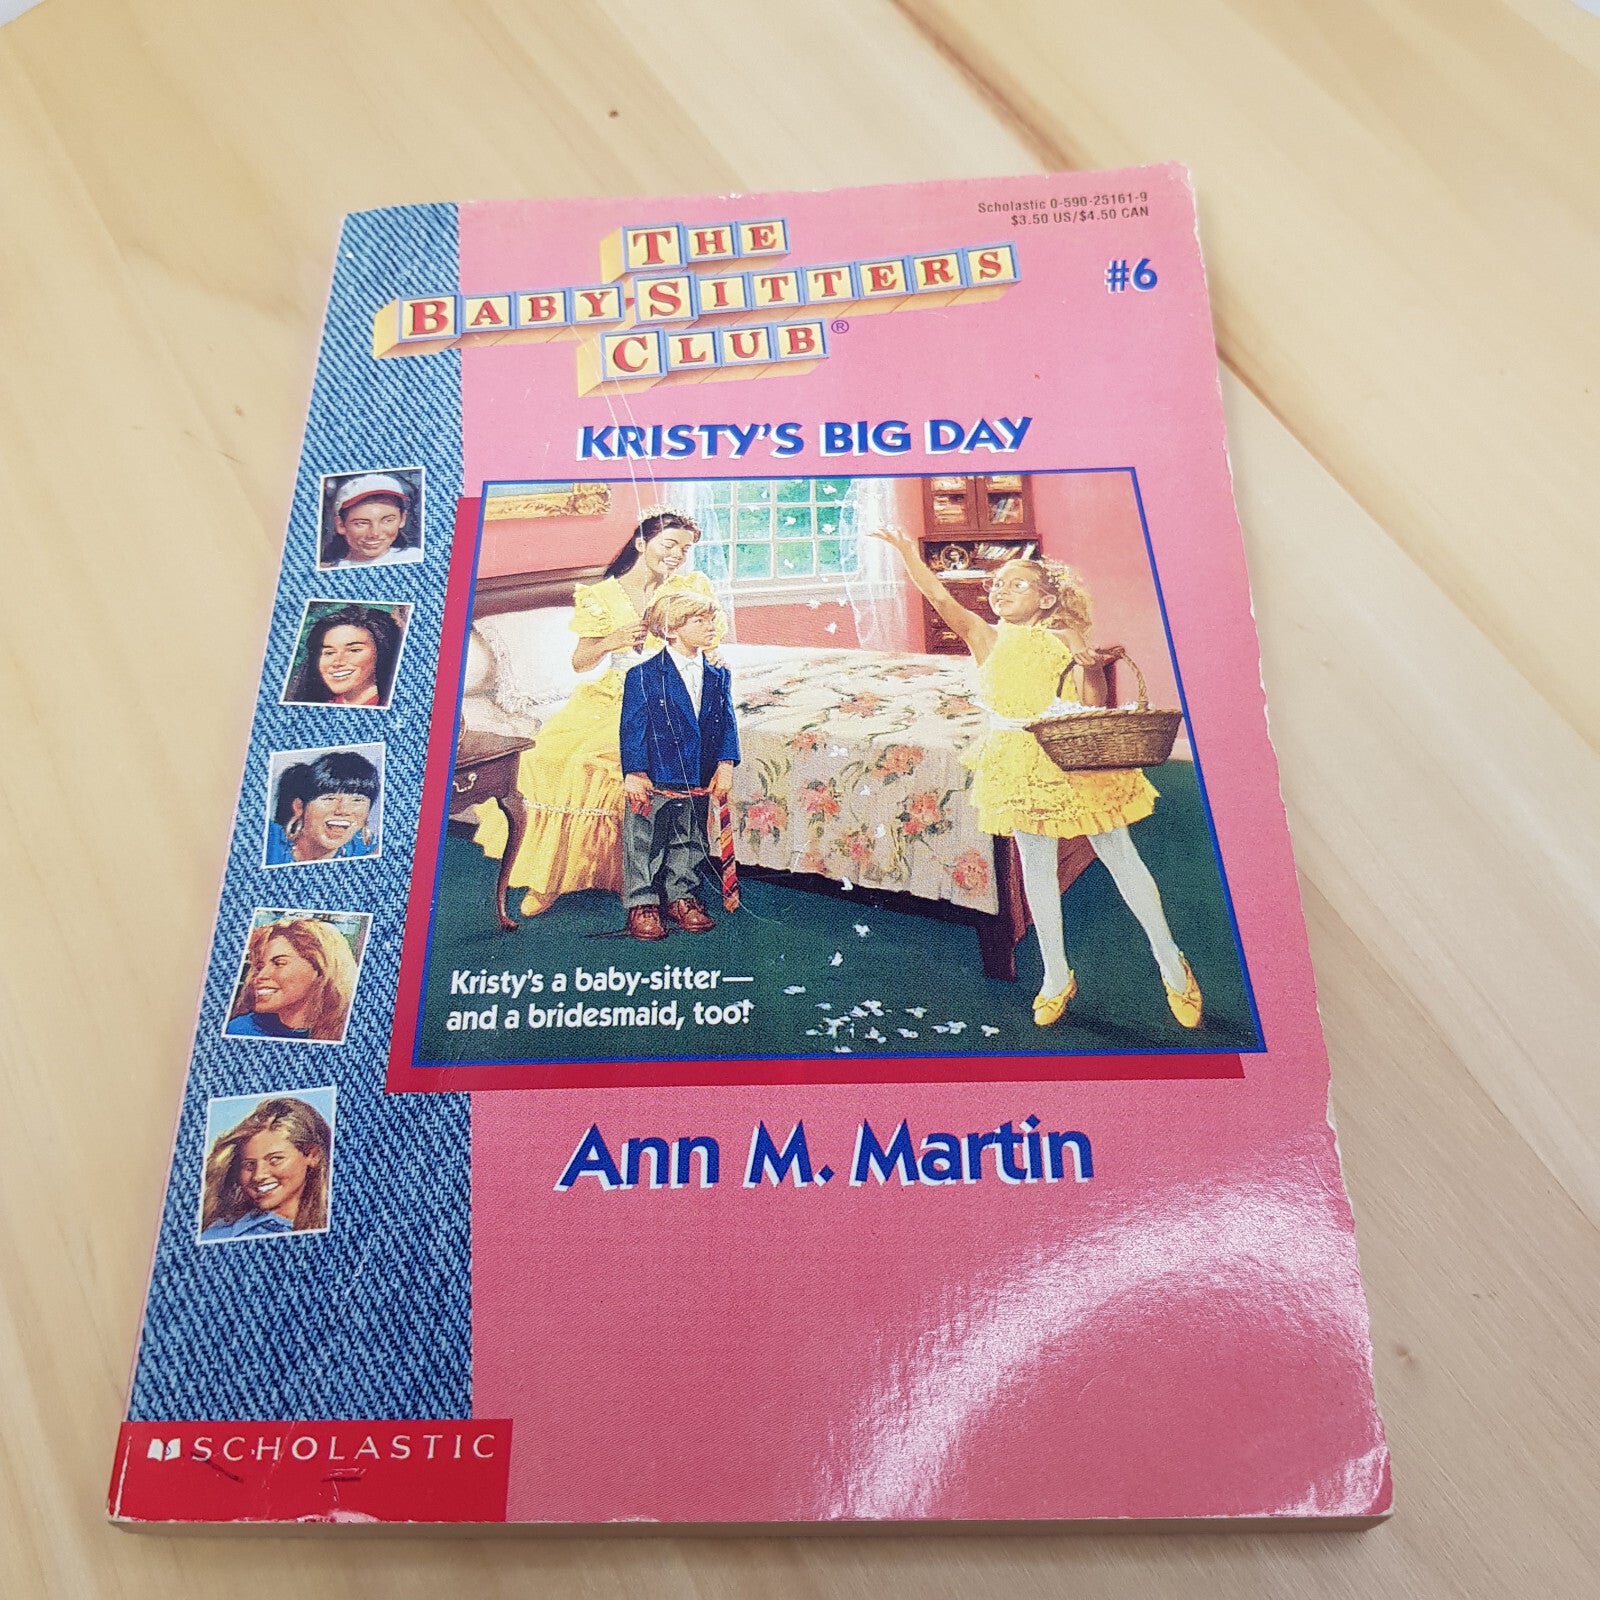 Scholastic 0-590-25161-9
$3.50 US/$4.50 CAN
THE
BABY-SITTERS
CLUB®
#6
KRISTY'S BIG DAY
Kristy's a baby-sitter—
and a bridesmaid, too!
Ann M. Martin
SCHOLASTIC